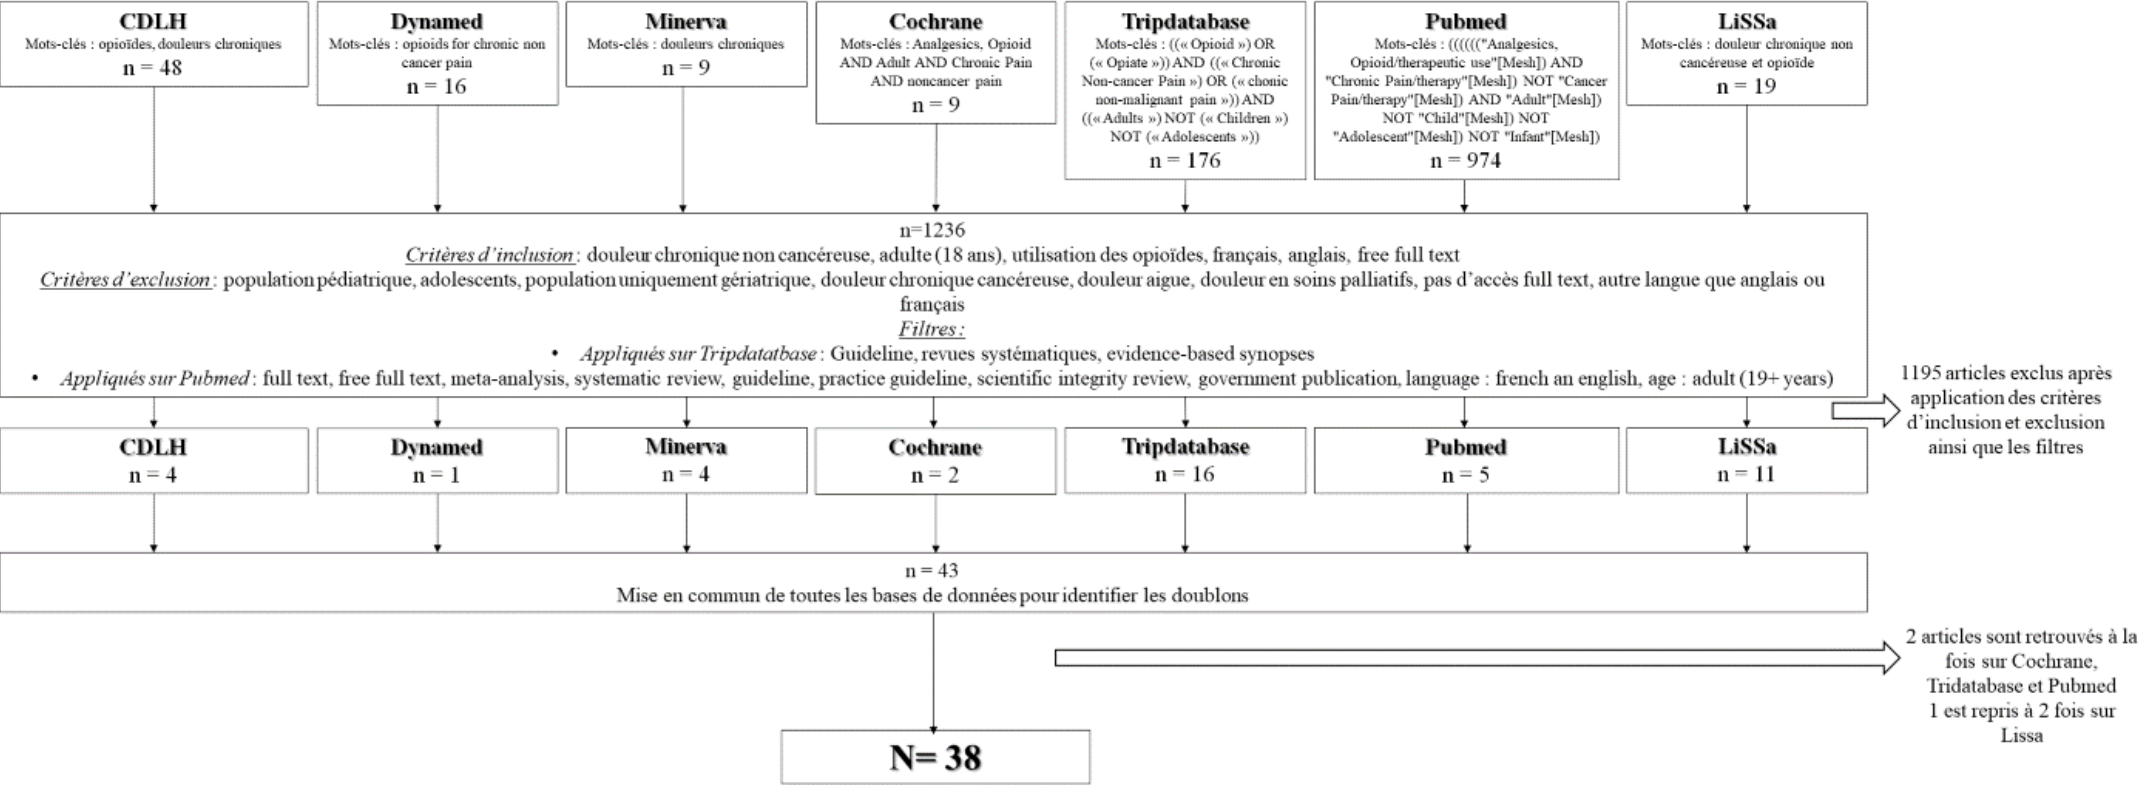 CDLH
Mots-clés : opioïdes, douleurs chroniques
n = 48
Dynamed
Mots-clés : opioids for chronic non
cancer pain
n = 16
Minerva
Mots-clés : douleurs chroniques
n = 9
Cochrane
Mots-clés : Analgesics, Opioid
AND Adult AND Chronic Pain
AND noncancer pain
n = 9
Tripdatabase
Mots-clés : ((« Opioid ») OR
(« Opiate »)) AND ((« Chronic
Non-cancer Pain ») OR (« chonic
non-malignant pain »)) AND
((« Adults ») NOT (« Children »)
NOT (« Adolescents »))
n = 176
Pubmed
Mots-clés : (((((("Analgesics,
Opioid/therapeutic use"[Mesh]) AND
"Chronic Pain/therapy"[Mesh]) NOT "Cancer
Pain/therapy"[Mesh]) AND "Adult"[Mesh])
NOT "Child"[Mesh]) NOT
"Adolescent"[Mesh]) NOT "Infant"[Mesh])
n = 974
LiSSa
Mots-clés : douleur chronique non
cancéreuse et opioïde
n = 19
n=1236
Critères d'inclusion : douleur chronique non cancéreuse, adulte (18 ans), utilisation des opioïdes, français, anglais, free full text
Critères d'exclusion : population pédiatrique, adolescents, population uniquement gériatrique, douleur chronique cancéreuse, douleur aigue, douleur en soins palliatifs, pas d'accès full text, autre langue que anglais ou
français
Filtres :
• Appliqués sur Tripdatatbase : Guideline, revues systématiques, evidence-based synopses
• Appliqués sur Pubmed : full text, free full text, meta-analysis, systematic review, guideline, practice guideline, scientific integrity review, government publication, language : french an english, age : adult (19+ years)
1195 articles exclus après
application des critères
d'inclusion et exclusion
ainsi que les filtres
CDLH
n = 4
Dynamed
n = 1
Minerva
n = 4
Cochrane
n = 2
Tripdatabase
n = 16
Pubmed
n = 5
LiSSa
n = 11
n = 43
Mise en commun de toutes les bases de données pour identifier les doublons
2 articles sont retrouvés à la
fois sur Cochrane,
Tridatabase et Pubmed
1 est repris à 2 fois sur
Lissa
N= 38